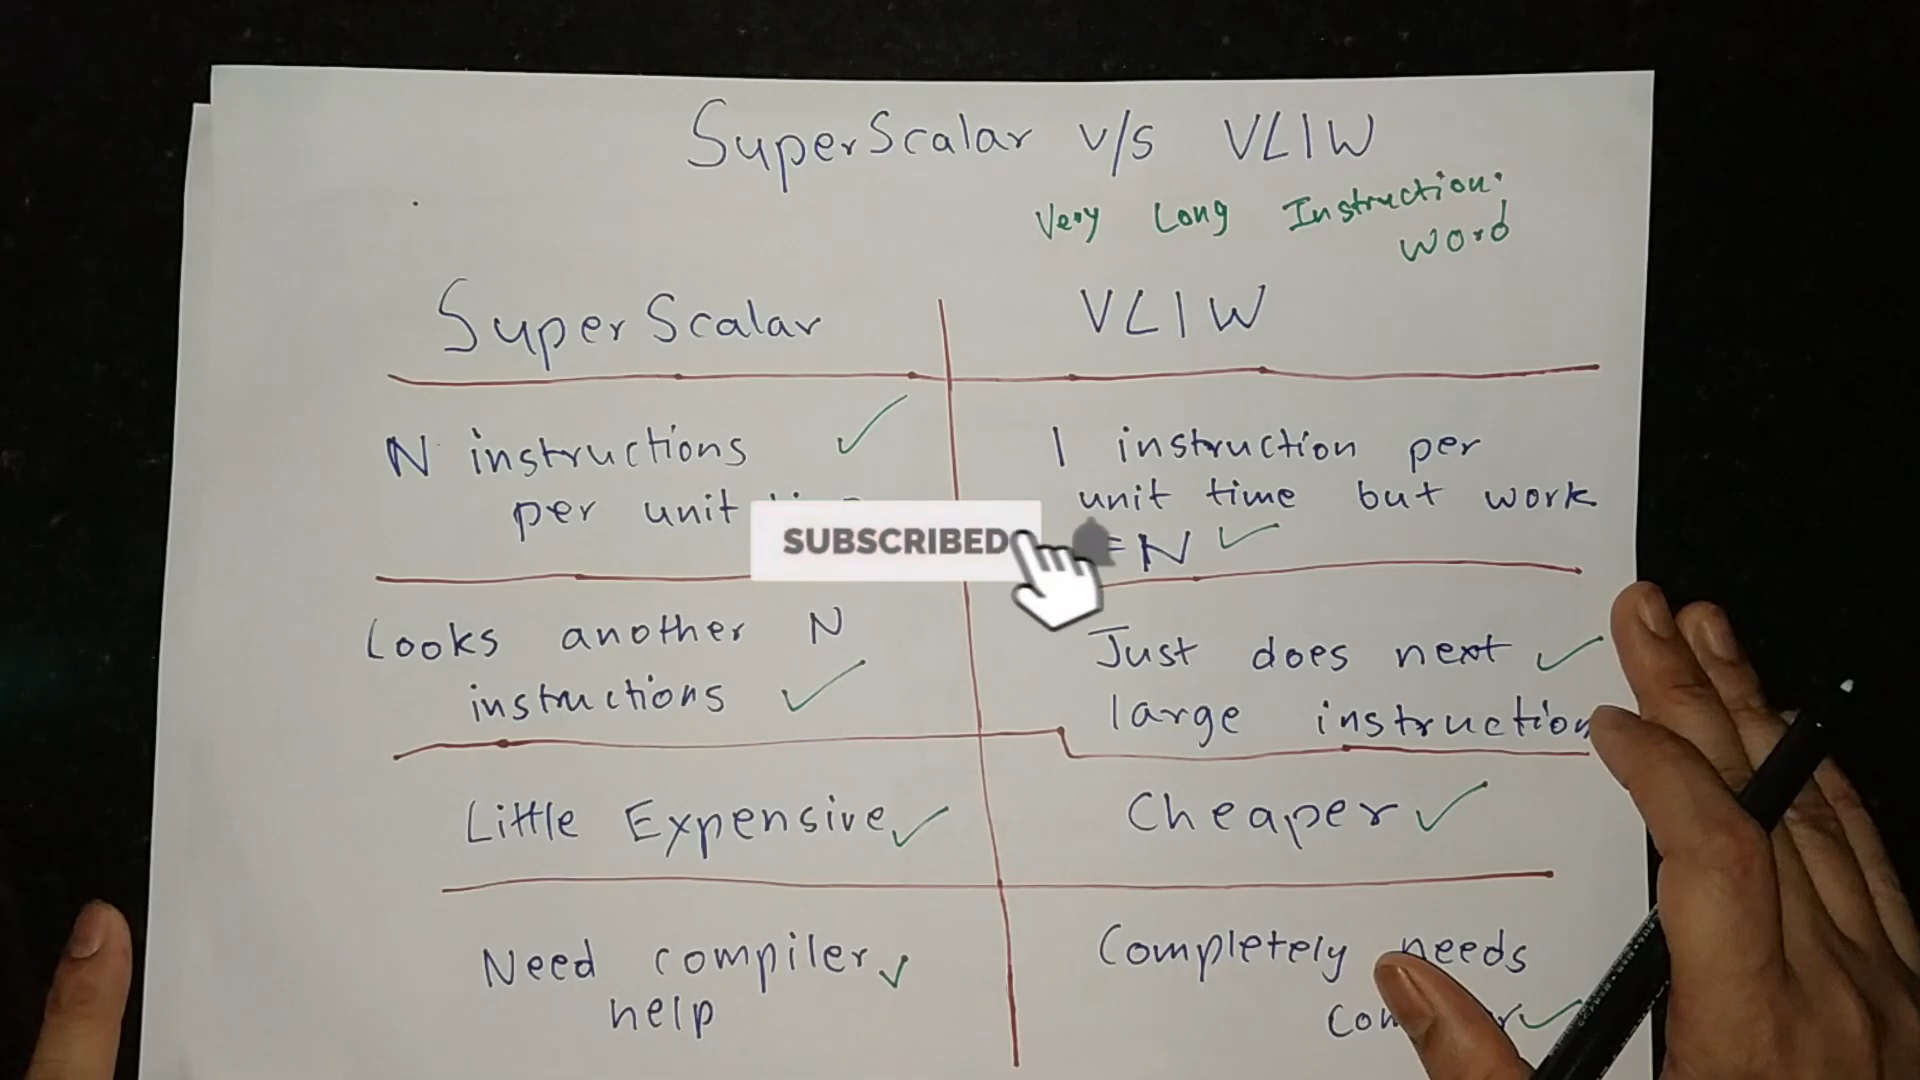 SuperScalar v/s VLIW
Very Long Instruction
Word
SuperScalar
VLIW
N instructions
per unit
1 instruction per
unit time but work
= N
SUBSCRIBED
Looks another N
instructions
Just does next
large instruction
Little Expensive
Cheaper
Need compiler
help
Completely needs